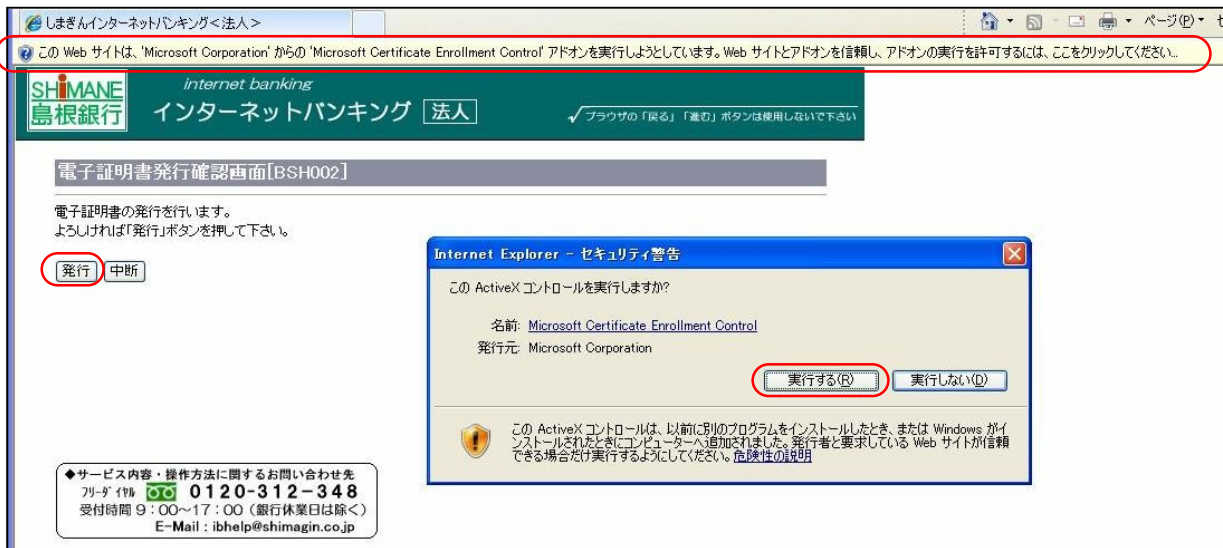 しまぎんインターネットバンキング<法人>
ページ(P)
この Web サイトは、'Microsoft Corporation' からの 'Microsoft Certificate Enrollment Control' アドオンを実行しようとしています。Web サイトとアドオンを信頼し、アドオンの実行を許可するには、ここをクリックしてください...
SHIMANE
島根銀行
internet banking
インターネットバンキング 法人
√ブラウザの「戻る」「進む」ボタンは使用しないで下さい
電子証明書発行確認画面[BSH002]
電子証明書の発行を行います。
よろしければ「発行」ボタンを押して下さい。
発行 中断
Internet Explorer - セキュリティ警告
この ActiveX コントロールを実行しますか?
名前: Microsoft Certificate Enrollment Control
発行元: Microsoft Corporation
実行する(R) 実行しない(D)
この ActiveX コントロールは、以前に別のプログラムをインストールしたとき、または Windows がイ
ンストールされたときにコンピューターへ追加されました。発行者と要求している Web サイトが信頼
できる場合だけ実行するようにしてください。危険性の説明
◆サービス内容・操作方法に関するお問い合わせ先
フリーダイヤル 0120-312-348
受付時間 9:00~17:00 (銀行休業日は除く)
E-Mail : ibhelp@shimagin.co.jp